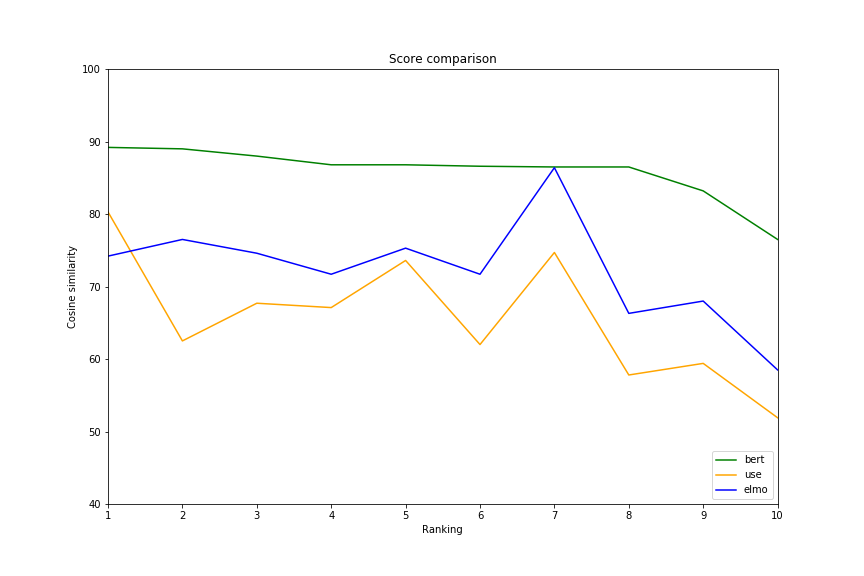 Score comparison
100
90
80
70
60
50
40
Cosine similarity
1 2 3 4 5 6 7 8 9 10
Ranking
bert
use
elmo